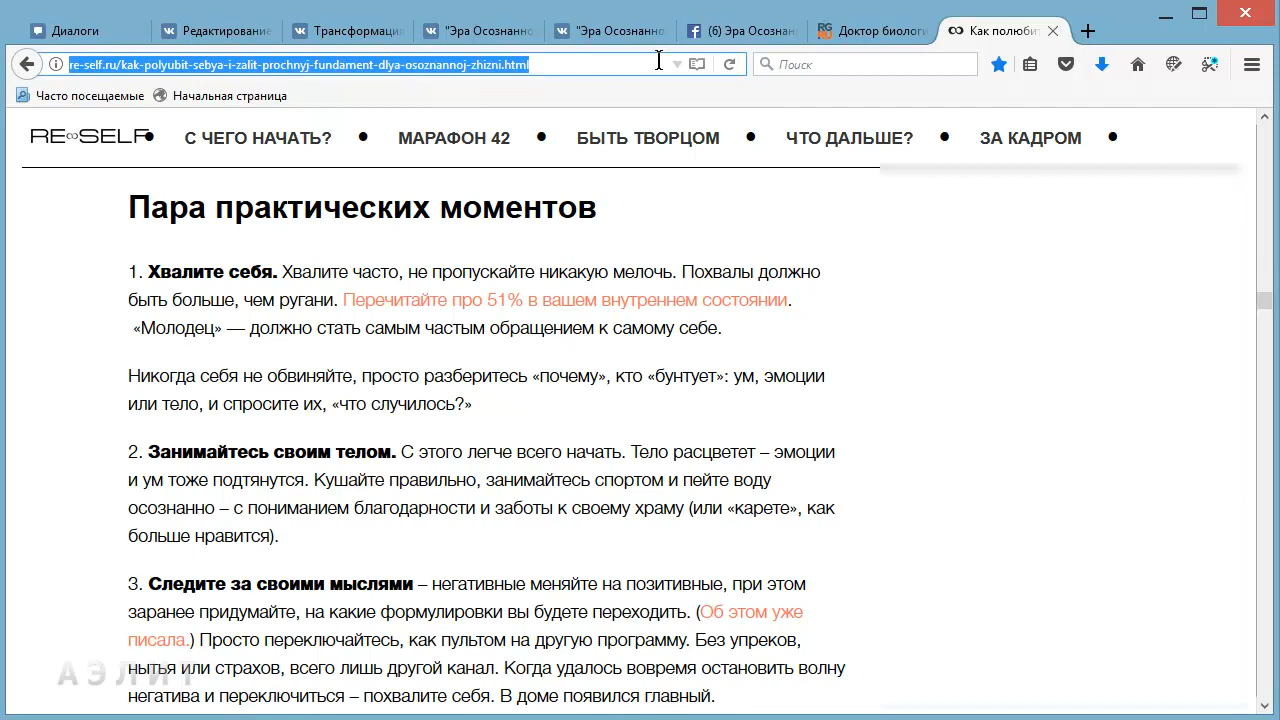 Диалоги
Редактирование
Трансформаци
"Эра Осознанно
"Эра Осознанно
(6) Эра Осознан
Доктор биологи
Как полюбит
re-self.ru/kak-polyubit-sebya-i-zalit-prochnyj-fundament-dlya-osoznannoj-zhizni.html
Поиск
Часто посещаемые
Начальная страница
RE∞SELF
С ЧЕГО НАЧАТЬ?
МАРАФОН 42
БЫТЬ ТВОРЦОМ
ЧТО ДАЛЬШЕ?
ЗА КАДРОМ
Пара практических моментов
1. Хвалите себя. Хвалите часто, не пропускайте никакую мелочь. Похвалы должно
быть больше, чем ругани. Перечитайте про 51% в вашем внутреннем состоянии.
«Молодец» — должно стать самым частым обращением к самому себе.
Никогда себя не обвиняйте, просто разберитесь «почему», кто «бунтует»: ум, эмоции
или тело, и спросите их, «что случилось?»
2. Занимайтесь своим телом. С этого легче всего начать. Тело расцветет – эмоции
и ум тоже подтянутся. Кушайте правильно, занимайтесь спортом и пейте воду
осознанно – с пониманием благодарности и заботы к своему храму (или «карете», как
больше нравится).
3. Следите за своими мыслями – негативные меняйте на позитивные, при этом
заранее придумайте, на какие формулировки вы будете переходить. (Об этом уже
писала.) Просто переключайтесь, как пультом на другую программу. Без упреков,
нытья или страхов, всего лишь другой канал. Когда удалось вовремя остановить волну
негатива и переключиться – похвалите себя. В доме появился главный.
АЭЛИТ